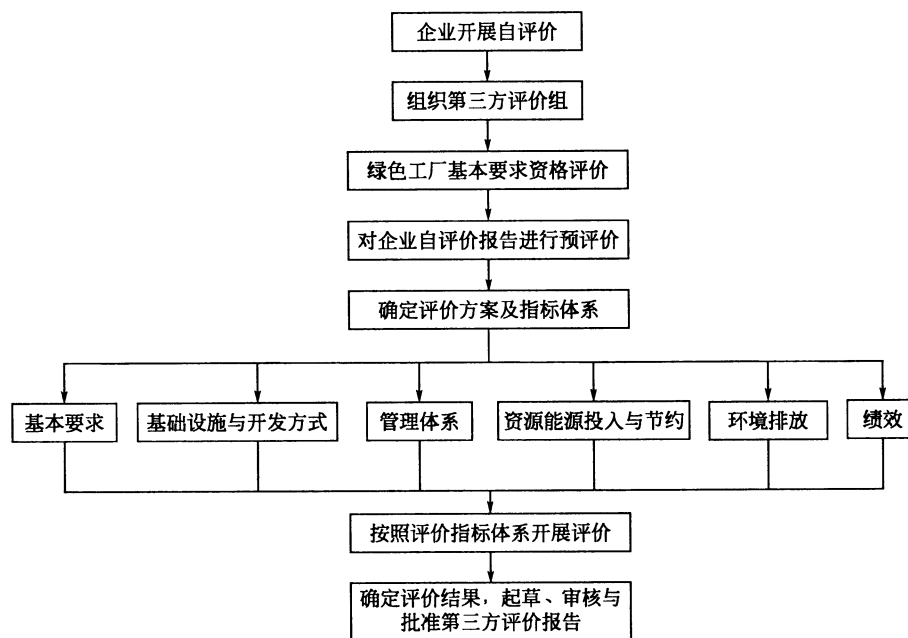 企业开展自评价
组织第三方评价组
绿色工厂基本要求资格评价
对企业自评价报告进行预评价
确定评价方案及指标体系
基本要求
基础设施与开发方式
管理体系
资源能源投入与节约
环境排放
绩效
按照评价指标体系开展评价
确定评价结果，起草、审核与
批准第三方评价报告